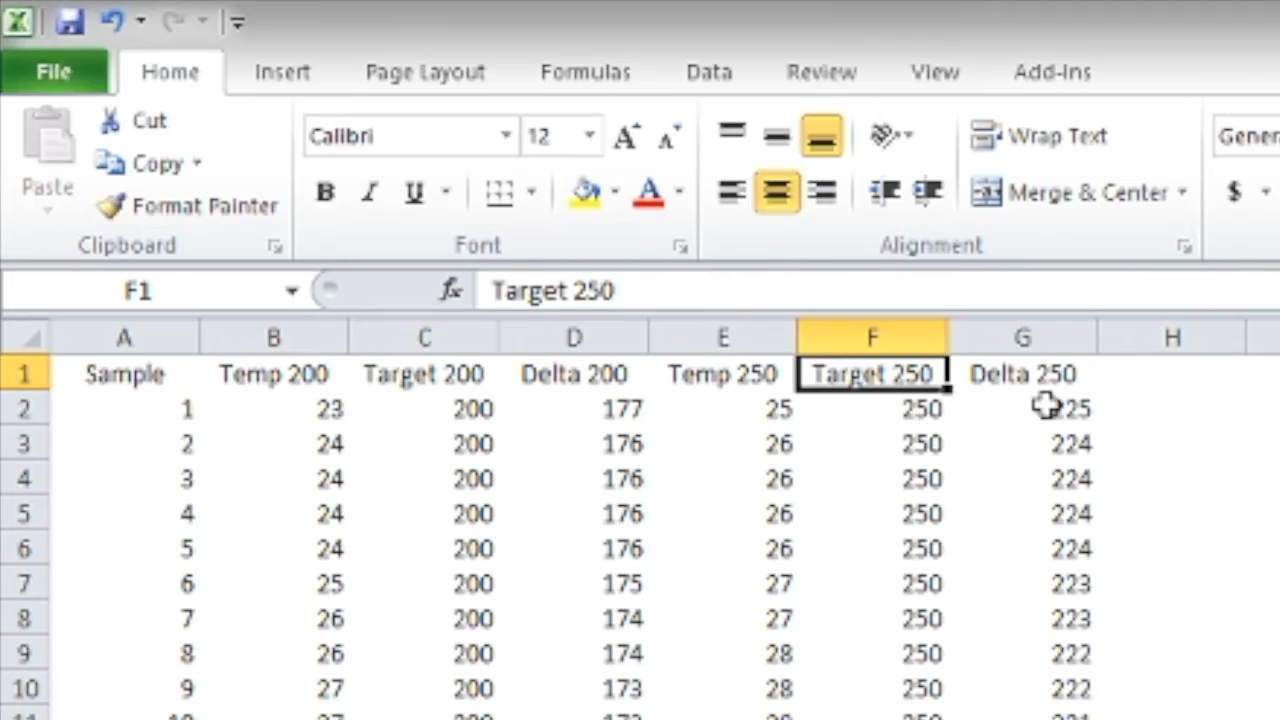 File Home Insert Page Layout Formulas Data Review View Add-Ins
Cut
Copy
Paste
Format Painter
Clipboard
Calibri 12 A A
B I U A
Font
Wrap Text
Merge & Center
Alignment
Gener
$
F1 fx Target 250
A B C D E F G H
1 Sample Temp 200 Target 200 Delta 200 Temp 250 Target 250 Delta 250
2 1 23 200 177 25 250 225
3 2 24 200 176 26 250 224
4 3 24 200 176 26 250 224
5 4 24 200 176 26 250 224
6 5 24 200 176 26 250 224
7 6 25 200 175 27 250 223
8 7 26 200 174 27 250 223
9 8 26 200 174 28 250 222
10 9 27 200 173 28 250 222